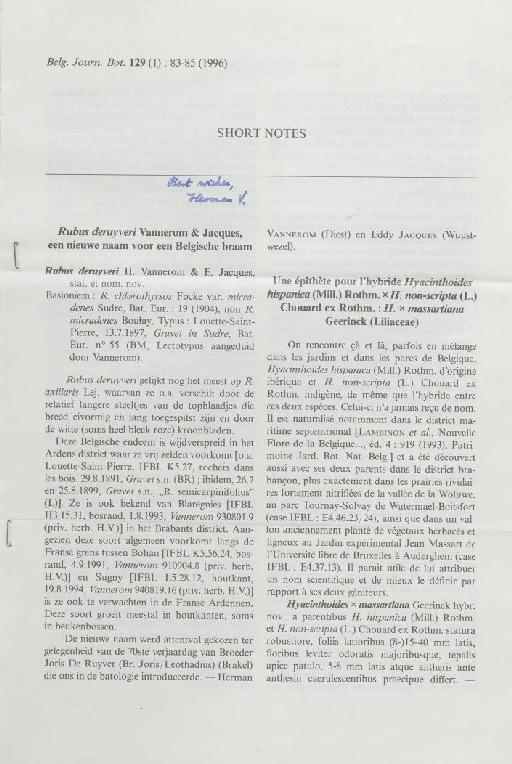 Belg. Journ. Bot. 129 (1) : 83-85 (1996)
SHORT NOTES
Best wishes,
Herman V.
Rubus deruyveri Vannerom & Jacques,
een nieuwe naam voor een Belgische braam
Rubus deruyveri H. Vannerom & E. Jacques,
stat. et nom. nov.
Basioniem : R. chlorothyrsos Focke var. micra-
denes Sudre, Bat. Eur. : 19 (1904), non R.
micradenes Boulay. Typus : Louette-Saint-
Pierre, 13.7.1897, Gravet in Sudre, Bat.
Eur. n° 55 (BM, Lectotypus aangeduid
door Vannerom).
Rubus deruyveri gelijkt nog het meest op R.
axillaris Lej. waarvan ze o.a. verschilt door de
relatief langere steeltjes van de topblaadjes die
breed eivormig en lang toegespitst zijn en door
de witte (soms heel bleek roze) kroonbladen.
Deze Belgische endeem is wijdverspreid in het
Ardens district waar ze vrij zelden voorkomt [o.a.
Louette-Saint-Pierre, IFBL K5.27, rochers dans
les bois, 29.8.1891, Gravet s.n. (BR) ; ibidem, 26.7
en 25.8.1899, Gravet s.n., „R. semicarpinifolius”
(L)]. Ze is ook bekend van Blaregnies [IFBL
H3.15.31, bosrand, 1.8.1993, Vannerom 930801.9
(priv. herb. H.V.)] in het Brabants district. Aan-
gezien deze soort algemeen voorkomt langs de
Franse grens tussen Bohan [IFBL K5.56.24, bos-
rand, 4.9.1991, Vannerom 910904.8 (priv. herb.
H.V.)] en Sugny [IFBL L5.28.12, houtkant,
19.8.1994, Vannerom 940819.16 (priv. herb. H.V.)]
is ze ook te verwachten in de Franse Ardennen.
Deze soort groeit meestal in houtkanten, soms
in beukenbossen.
De nieuwe naam werd attentvol gekozen ter
gelegenheid van de 70ste verjaardag van Broeder
Joris De Ruyver (Br. Joris Leothadius) (Brakel)
die ons in de batologie introduceerde. — Herman
VANNEROM (Diest) en Eddy JACQUES (Wuust-
wezel).
Une épithète pour l'hybride Hyacinthoides
hispanica (Mill.) Rothm. × H. non-scripta (L.)
Chouard ex Rothm. : H. × massartiana
Geerinck (Liliaceae)
On rencontre çà et là, parfois en mélange
dans les jardins et dans les parcs de Belgique,
Hyacinthoides hispanica (Mill.) Rothm. d'origine
ibérique et H. non-scripta (L.) Chouard ex
Rothm. indigène, de même que l'hybride entre
ces deux espèces. Celui-ci n'a jamais reçu de nom.
Il est naturalisé notamment dans le district ma-
ritime septentrional [LAMBINON et al., Nouvelle
Flore de la Belgique..., éd. 4 : 919 (1993). Patri-
moine Jard. Bot. Nat. Belg.] et a été découvert
aussi avec ses deux parents dans le district bra-
bançon, plus exactement dans les prairies rivulai-
res fortement nitrifiées de la vallée de la Woluwe,
au parc Tournay-Solvay de Watermael-Boitsfort
(case IFBL : E4.46.23/24), ainsi que dans un val-
lon anciennement planté de végétaux herbacés et
ligneux au Jardin expérimental Jean Massart de
l'Université libre de Bruxelles à Auderghem (case
IFBL : E4.37.13). Il paraît utile de lui attribuer
un nom scientifique et de mieux le définir par
rapport à ses deux géniteurs.
Hyacinthoides × massartiana Geerinck hybr.
nov. a parentibus H. hispanica (Mill.) Rothm.
et H. non-scripta (L.) Chouard ex Rothm. statura
robustiore, foliis latioribus (8-)15-40 mm latis,
floribus leviter odoratis majoribusque, tepalis
apice patulo, 5-8 mm latis atque antheris ante
anthesin caerulescentibus praecipue differt. —